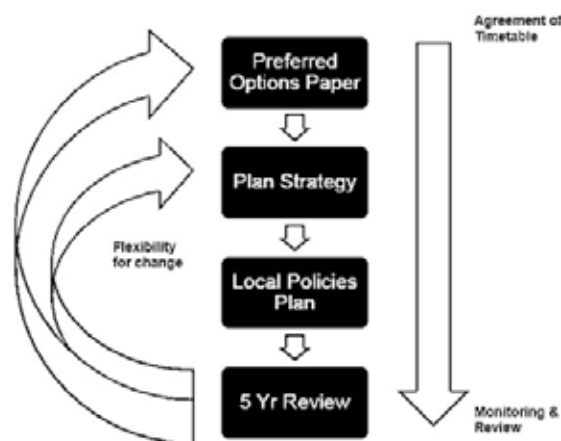 Agreement of
Timetable
Preferred
Options Paper
Plan Strategy
Flexibility
for change
Local Policies
Plan
5 Yr Review
Monitoring &
Review